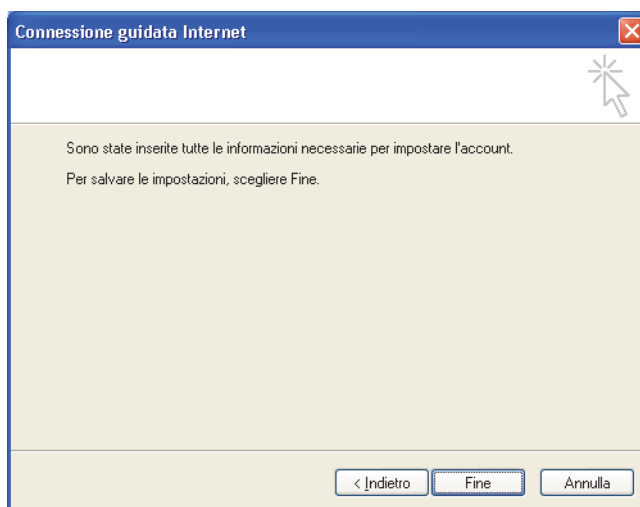 Connessione guidata Internet
Sono state inserite tutte le informazioni necessarie per impostare l'account.
Per salvare le impostazioni, scegliere Fine.
< Indietro
Fine
Annulla